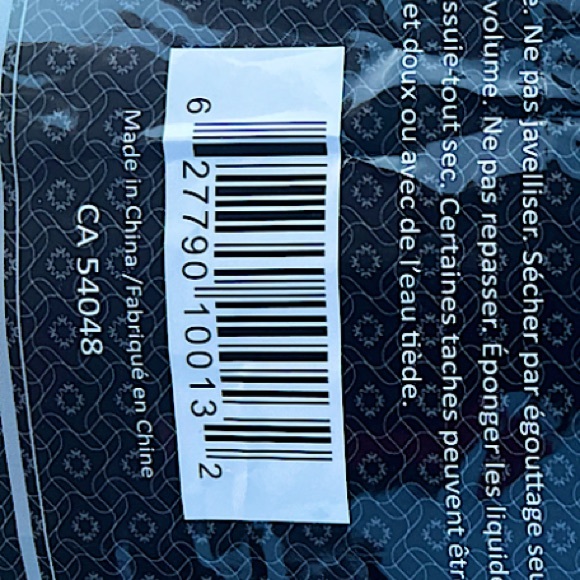 e. Ne pas javelliser. Sécher par égouttage seu
volume. Ne pas repasser. Éponger les liquid
ssuie-tout sec. Certaines taches peuvent êtr
et doux ou avec de l'eau tiède.
6 27790 10013 2
Made in China /Fabriqué en Chine
CA 54048